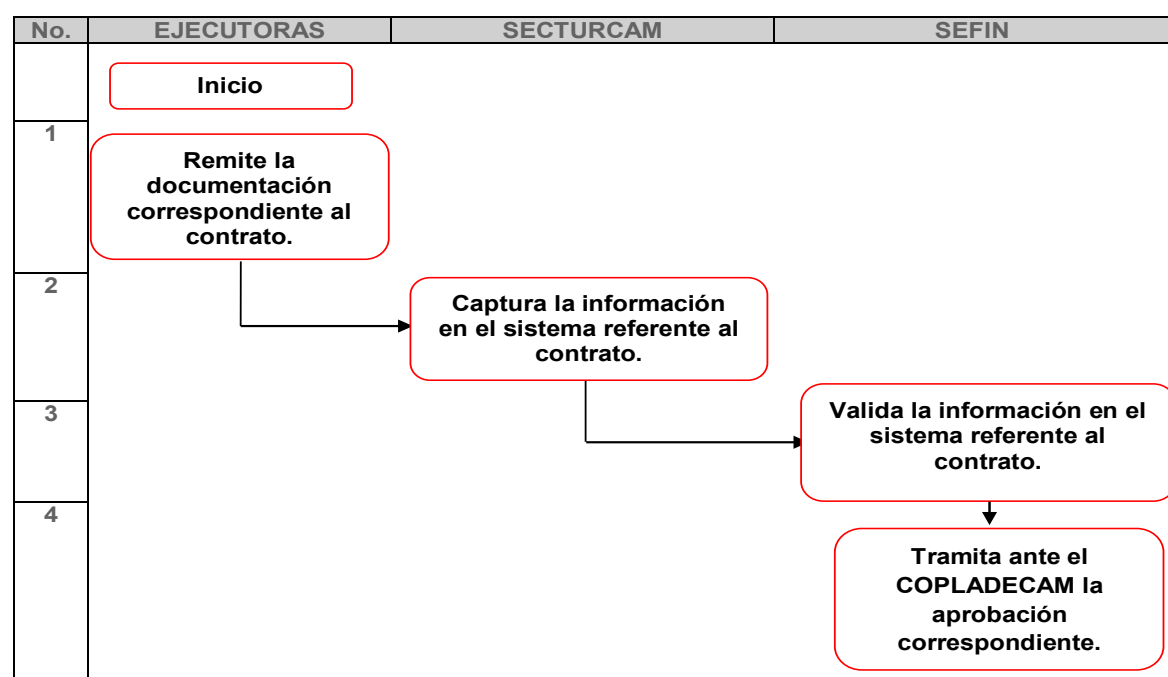 No. EJECUTORAS SECTURCAM SEFIN
Inicio
1
Remite la
documentación
correspondiente al
contrato.
2
Captura la información
en el sistema referente al
contrato.
3
Valida la información en el
sistema referente al
contrato.
4
Tramita ante el
COPLADECAM la
aprobación
correspondiente.